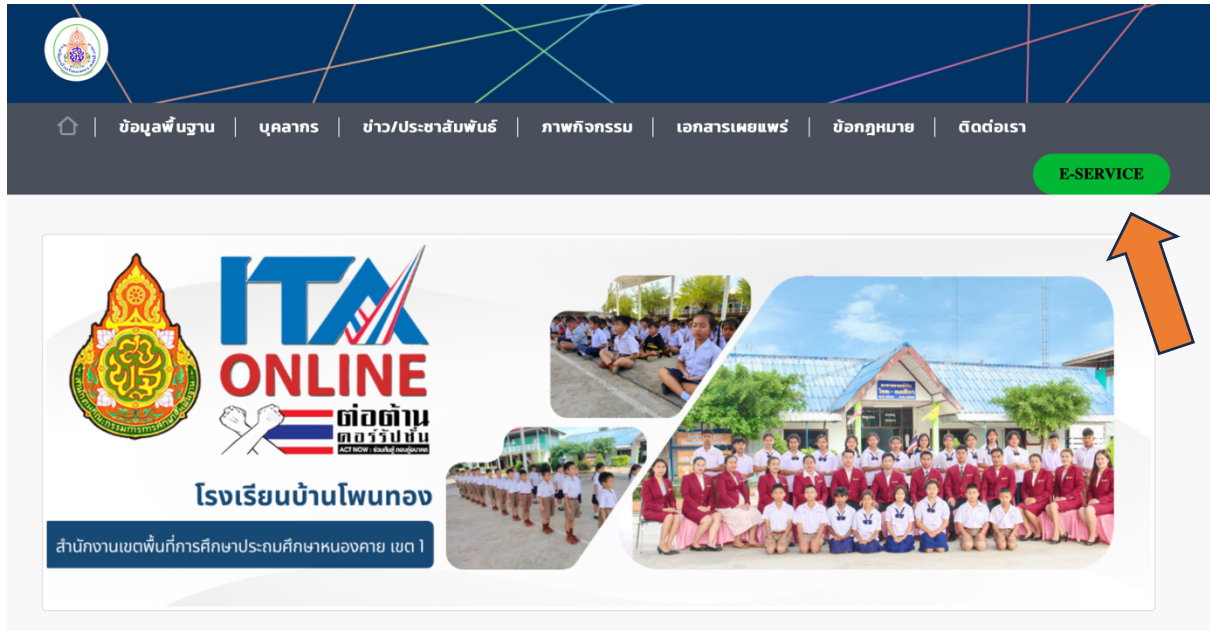 ข้อมูลพื้นฐาน
บุคลากร
ข่าว/ประชาสัมพันธ์
ภาพกิจกรรม
เอกสารเผยแพร่
ข้อกฎหมาย
ติดต่อเรา
E-SERVICE
ITA
ONLINE
ต่อต้าน
คอร์รัปชัน
โรงเรียนบ้านโพนทอง
สำนักงานเขตพื้นที่การศึกษาประถมศึกษาหนองคาย เขต 1